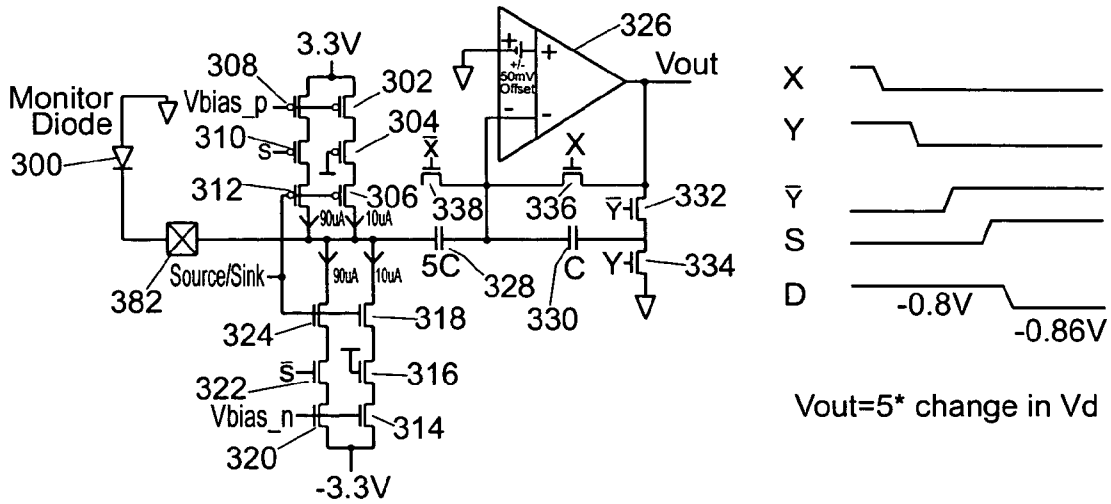 3.3V
308
Vbias_p
302
Monitor
Diode
300
310
S
304
312
306
90uA
10uA
382
Source/Sink
90uA
10uA
324
318
S̅
322
316
Vbias_n
320
314
-3.3V
326
+
+
+/-
50mV
Offset
-
-
Vout
X̅
338
X
336
Y̅
332
5C
328
C
330
Y
334
X
Y
Y̅
S
D
-0.8V
-0.86V
Vout=5* change in Vd